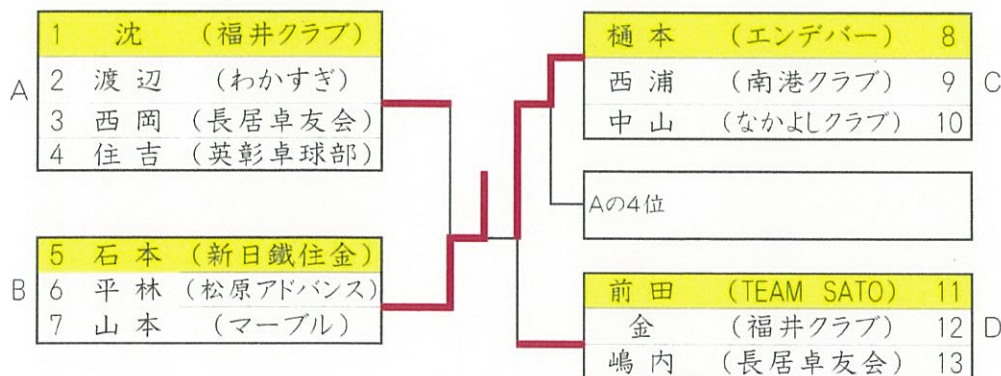 A
1 沈 (福井クラブ)
2 渡辺 (わかすぎ)
3 西岡 (長居卓友会)
4 住吉 (英彰卓球部)
B
5 石本 (新日鐵住金)
6 平林 (松原アドバンス)
7 山本 (マーブル)
C
樋本 (エンデバー) 8
西浦 (南港クラブ) 9
中山 (なかよしクラブ) 10
Aの4位
D
前田 (TEAM SATO) 11
金 (福井クラブ) 12
嶋内 (長居卓友会) 13